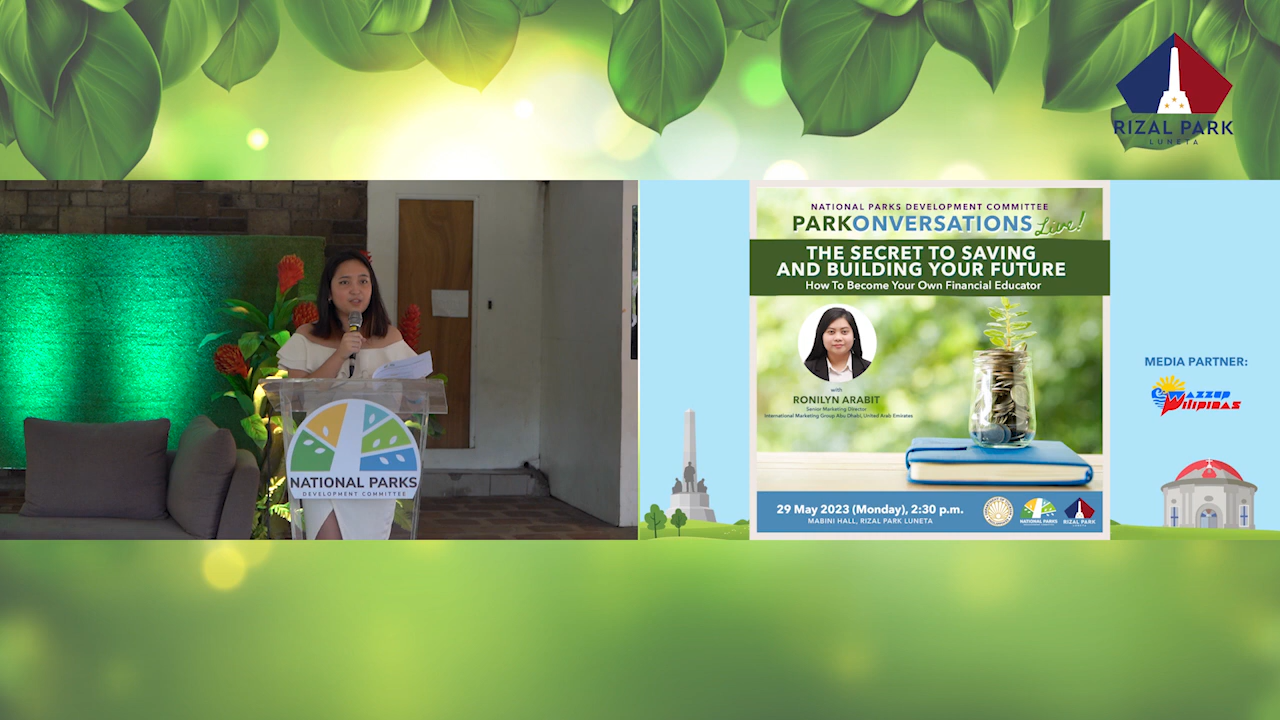 RIZAL PARK
LUNETA
NATIONAL PARKS
DEVELOPMENT COMMITTEE
NATIONAL PARKS DEVELOPMENT COMMITTEE
PARKONVERSATIONS Live!
THE SECRET TO SAVING
AND BUILDING YOUR FUTURE
How To Become Your Own Financial Educator
with
RONILYN ARABIT
Senior Marketing Director
International Marketing Group Abu Dhabi, United Arab Emirates
29 May 2023 (Monday), 2:30 p.m.
MABINI HALL, RIZAL PARK LUNETA
NATIONAL PARKS
RIZAL PARK
MEDIA PARTNER:
Wazzup
Pilipinas